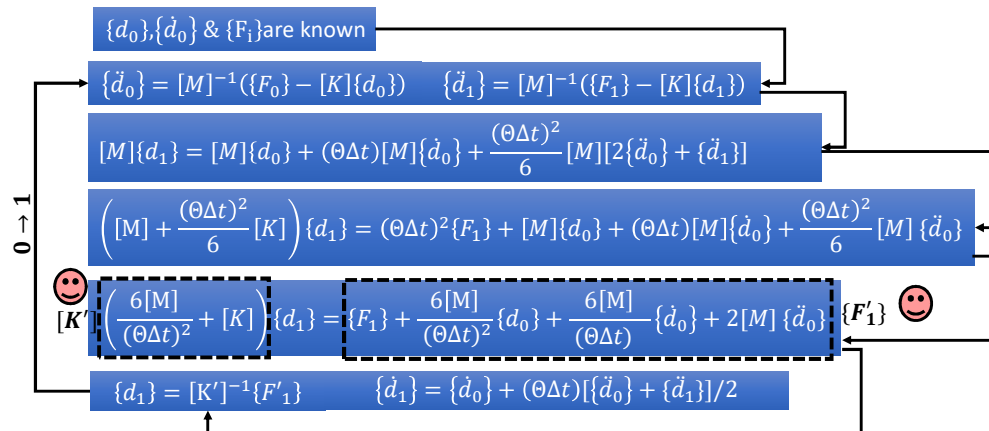 {d₀},{ḋ₀} & {Fᵢ}are known
{d̈₀} = [M]⁻¹({F₀} − [K]{d₀}) {d̈₁} = [M]⁻¹({F₁} − [K]{d₁})
[M]{d₁} = [M]{d₀} + (ΘΔt)[M]{ḋ₀} + (ΘΔt)²/6 [M][2{d̈₀} + {d̈₁}]
([M] + (ΘΔt)²/6 [K]){d₁} = (ΘΔt)²{F₁} + [M]{d₀} + (ΘΔt)[M]{ḋ₀} + (ΘΔt)²/6 [M] {d̈₀}
0 → 1
[K′] (6[M]/(ΘΔt)² + [K]){d₁} = {F₁} + 6[M]/(ΘΔt)² {d₀} + 6[M]/(ΘΔt) {ḋ₀} + 2[M] {d̈₀} {F₁′}
{d₁} = [K′]⁻¹{F′₁} {ḋ₁} = {ḋ₀} + (ΘΔt)[{d̈₀} + {d̈₁}]/2